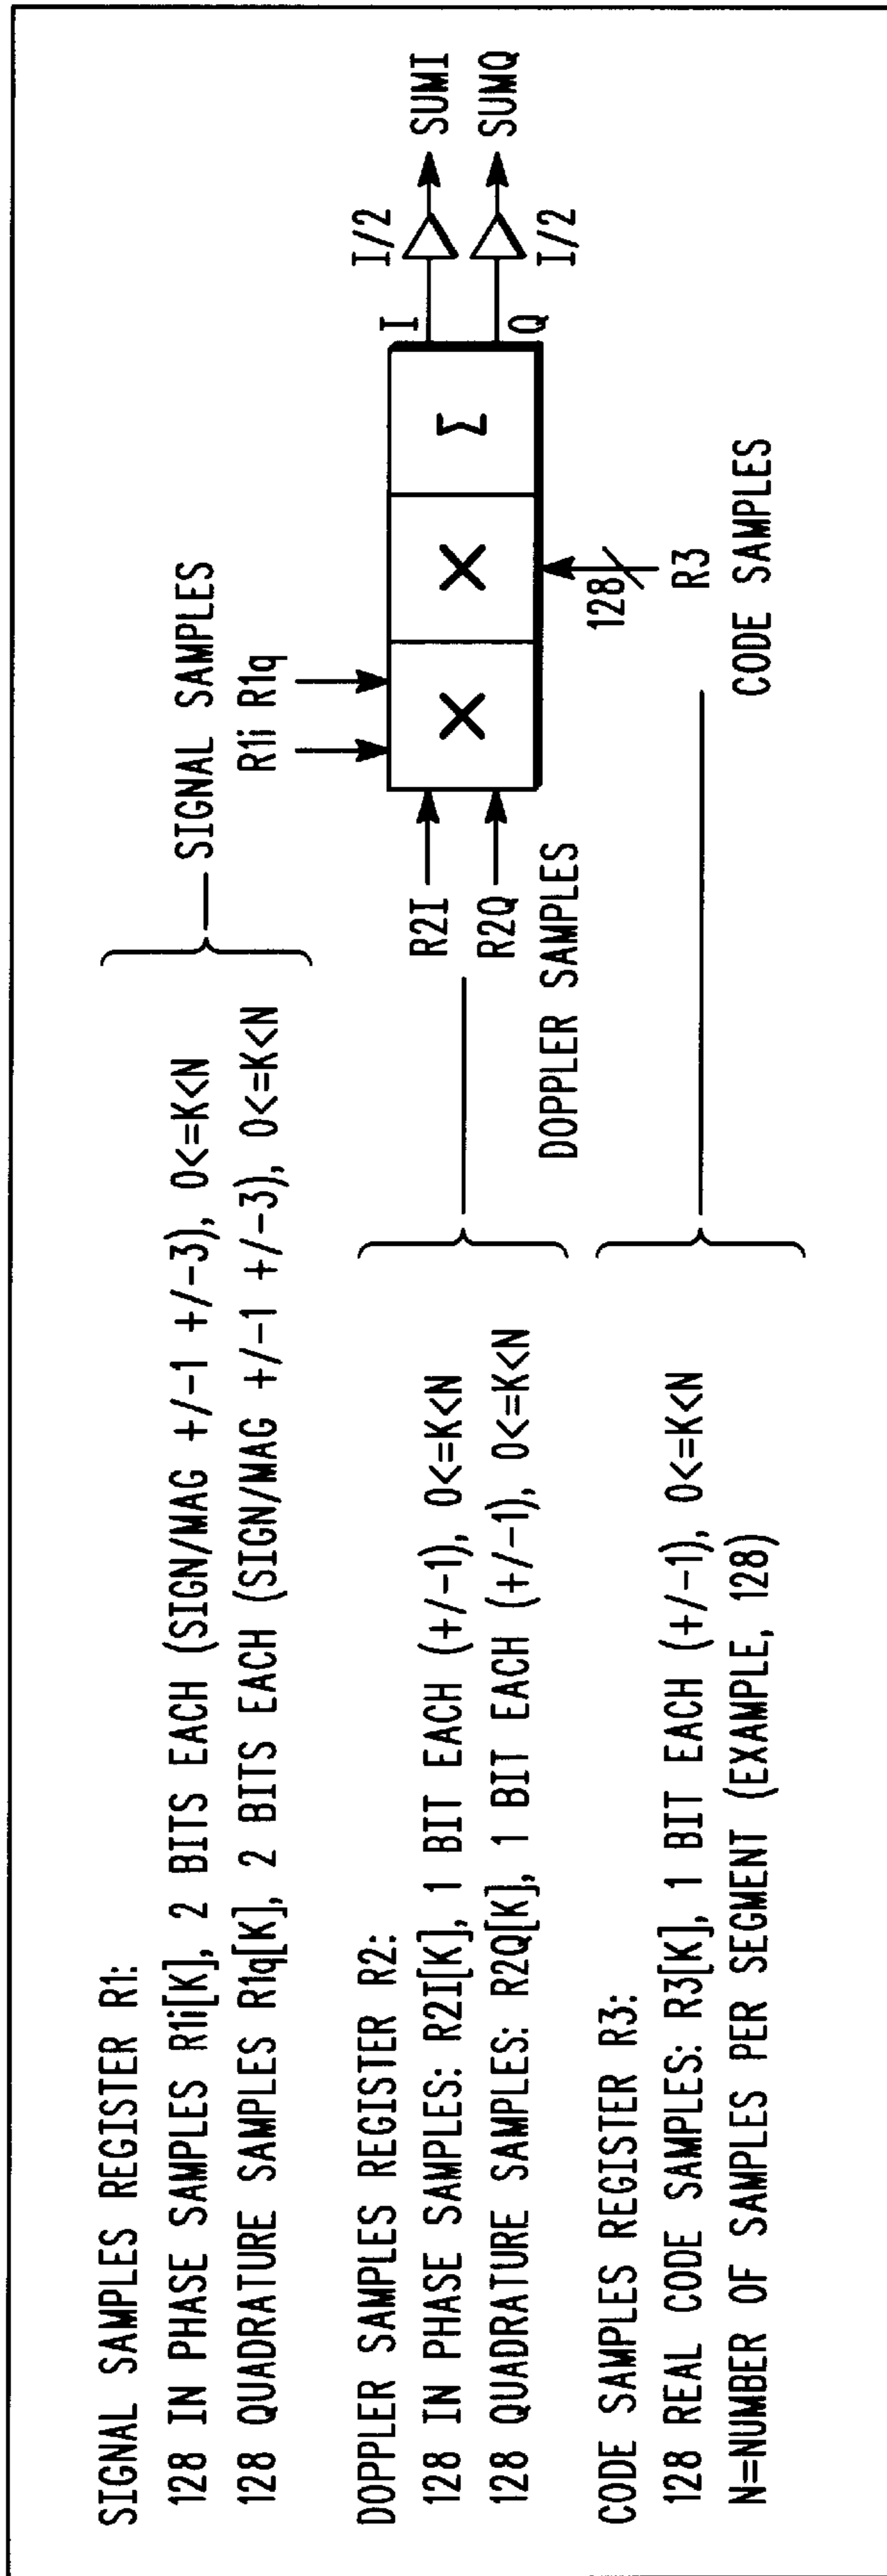 SIGNAL SAMPLES REGISTER R1:
128 IN PHASE SAMPLES R1i[K], 2 BITS EACH (SIGN/MAG +/-1 +/-3), 0<=K<N
128 QUADRATURE SAMPLES R1q[K], 2 BITS EACH (SIGN/MAG +/-1 +/-3), 0<=K<N
SIGNAL SAMPLES
DOPPLER SAMPLES REGISTER R2:
128 IN PHASE SAMPLES: R2I[K], 1 BIT EACH (+/-1), 0<=K<N
128 QUADRATURE SAMPLES: R2Q[K], 1 BIT EACH (+/-1), 0<=K<N
DOPPLER SAMPLES
CODE SAMPLES REGISTER R3:
128 REAL CODE SAMPLES: R3[K], 1 BIT EACH (+/-1), 0<=K<N
N=NUMBER OF SAMPLES PER SEGMENT (EXAMPLE, 128)
R1i R1q
R2I
R2Q
X
X
Σ
I
Q
I/2
I/2
SUMI
SUMQ
128
R3
CODE SAMPLES